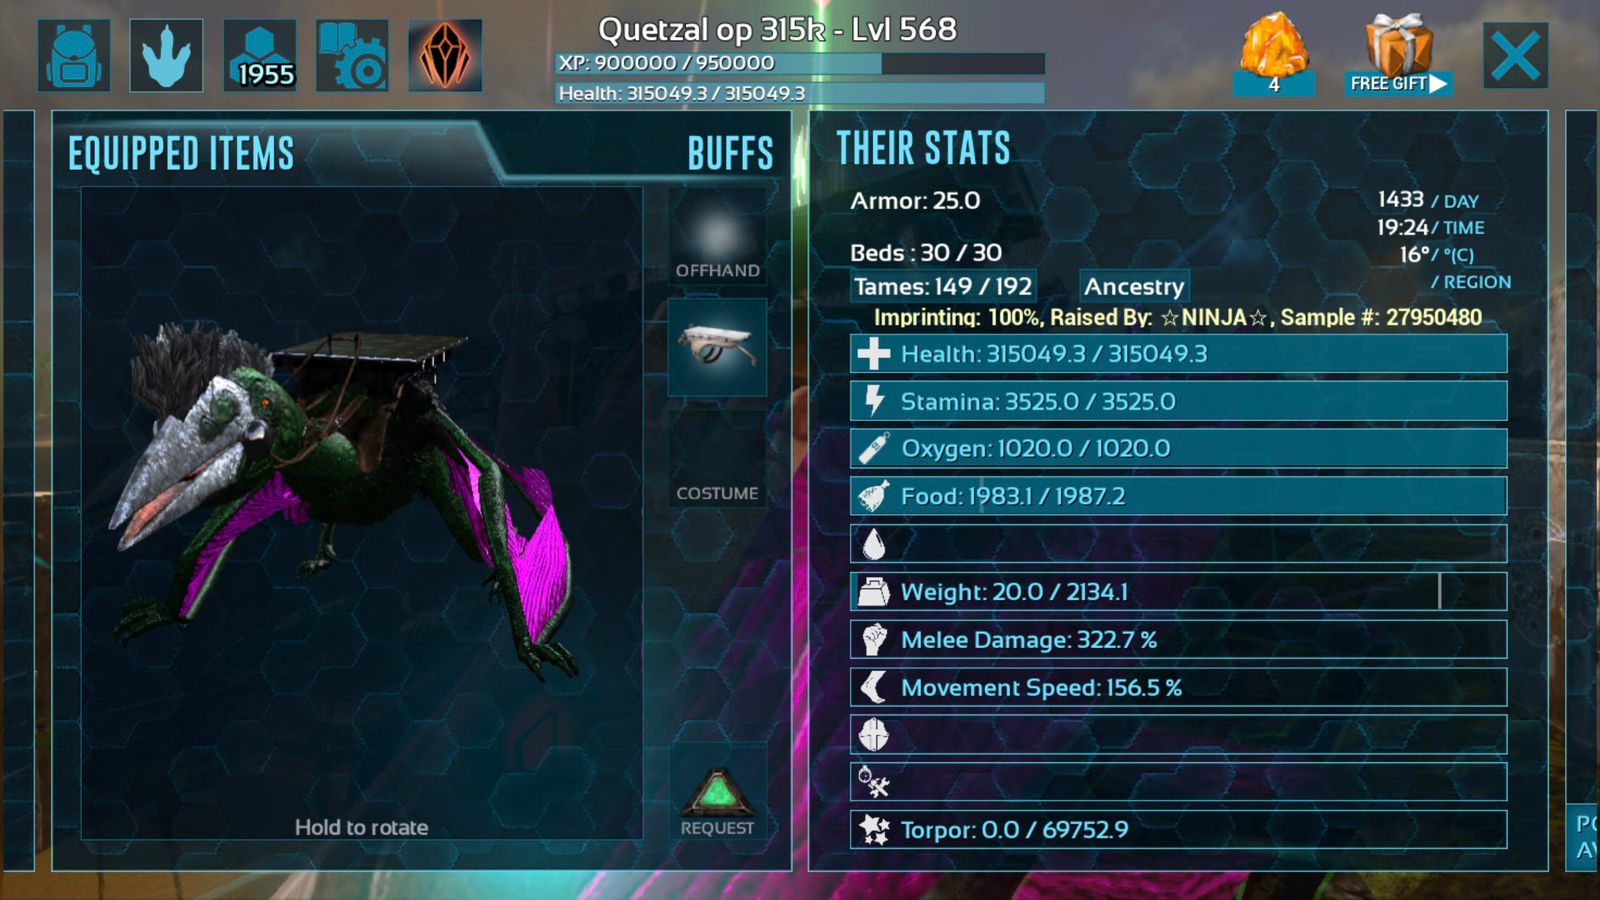 Quetzal op 315k - Lvl 568
1955
XP: 900000 / 950000
Health: 315049.3 / 315049.3
4
FREE GIFT
EQUIPPED ITEMS
BUFFS
OFFHAND
COSTUME
REQUEST
Hold to rotate
THEIR STATS
Armor: 25.0
1433 / DAY
19:24 / TIME
Beds : 30 / 30
16° / °(C)
Tames: 149 / 192
Ancestry
/ REGION
Imprinting: 100%, Raised By: ☆NINJA☆, Sample #: 27950480
Health: 315049.3 / 315049.3
Stamina: 3525.0 / 3525.0
Oxygen: 1020.0 / 1020.0
Food: 1983.1 / 1987.2
Weight: 20.0 / 2134.1
Melee Damage: 322.7 %
Movement Speed: 156.5 %
Torpor: 0.0 / 69752.9